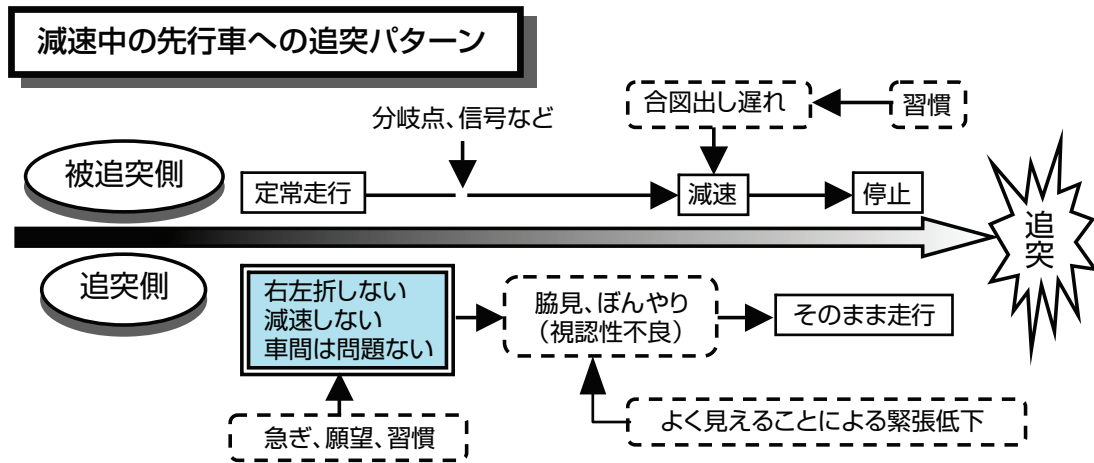 減速中の先行車への追突パターン
分岐点、信号など
合図出し遅れ
習慣
被追突側
定常走行
減速
停止
追突
追突側
右左折しない
減速しない
車間は問題ない
脇見、ぼんやり
（視認性不良）
そのまま走行
急ぎ、願望、習慣
よく見えることによる緊張低下